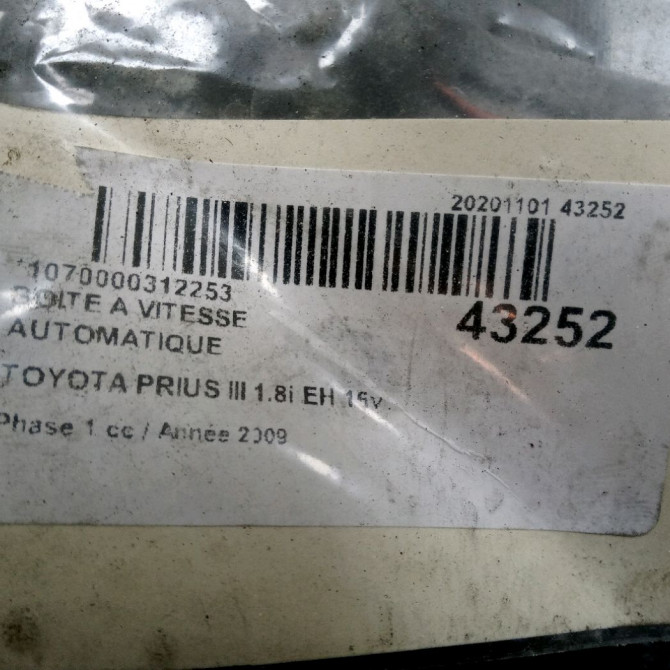 20201101 43252
1070000312253
43252
BOITE A VITESSE
AUTOMATIQUE
TOYOTA PRIUS III 1.8i EH 16v
Phase 1 cc / Année 2009